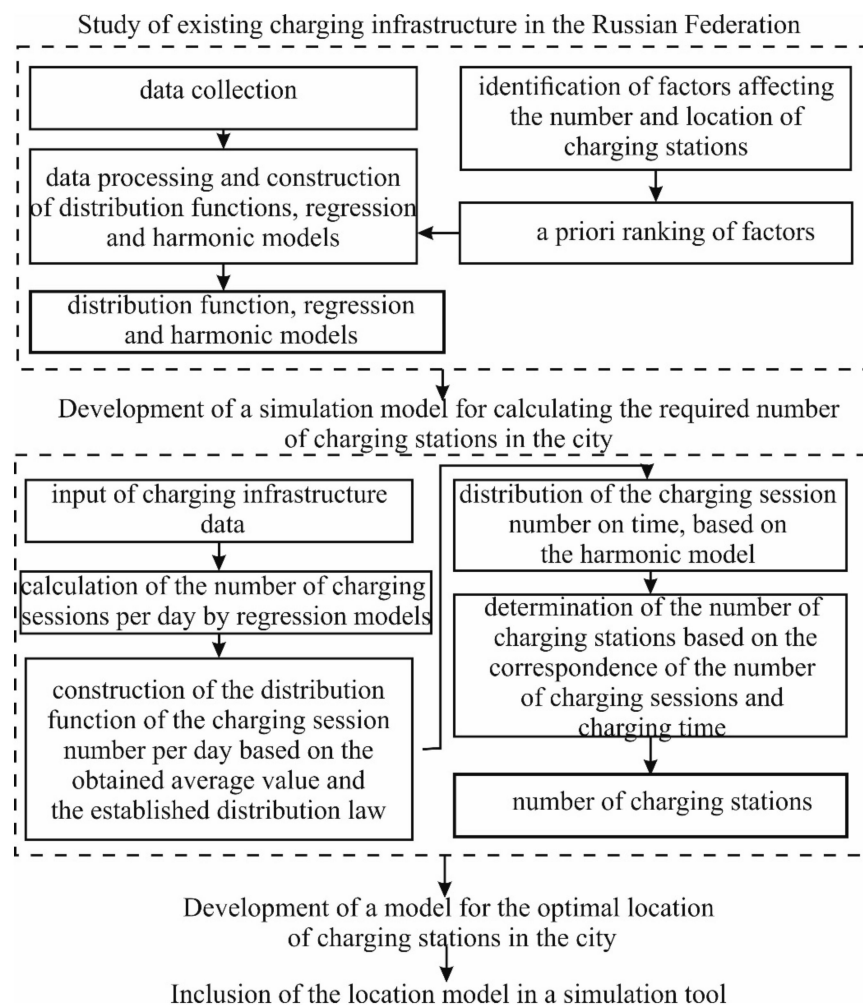 Study of existing charging infrastructure in the Russian Federation
data collection
data processing and construction
of distribution functions, regression
and harmonic models
distribution function, regression
and harmonic models
identification of factors affecting
the number and location of
charging stations
a priori ranking of factors
Development of a simulation model for calculating the required number
of charging stations in the city
input of charging infrastructure
data
calculation of the number of charging
sessions per day by regression models
construction of the distribution
function of the charging session
number per day based on the
obtained average value and
the established distribution law
distribution of the charging session
number on time, based on
the harmonic model
determination of the number of
charging stations based on the
correspondence of the number
of charging sessions and
charging time
number of charging stations
Development of a model for the optimal location
of charging stations in the city
Inclusion of the location model in a simulation tool